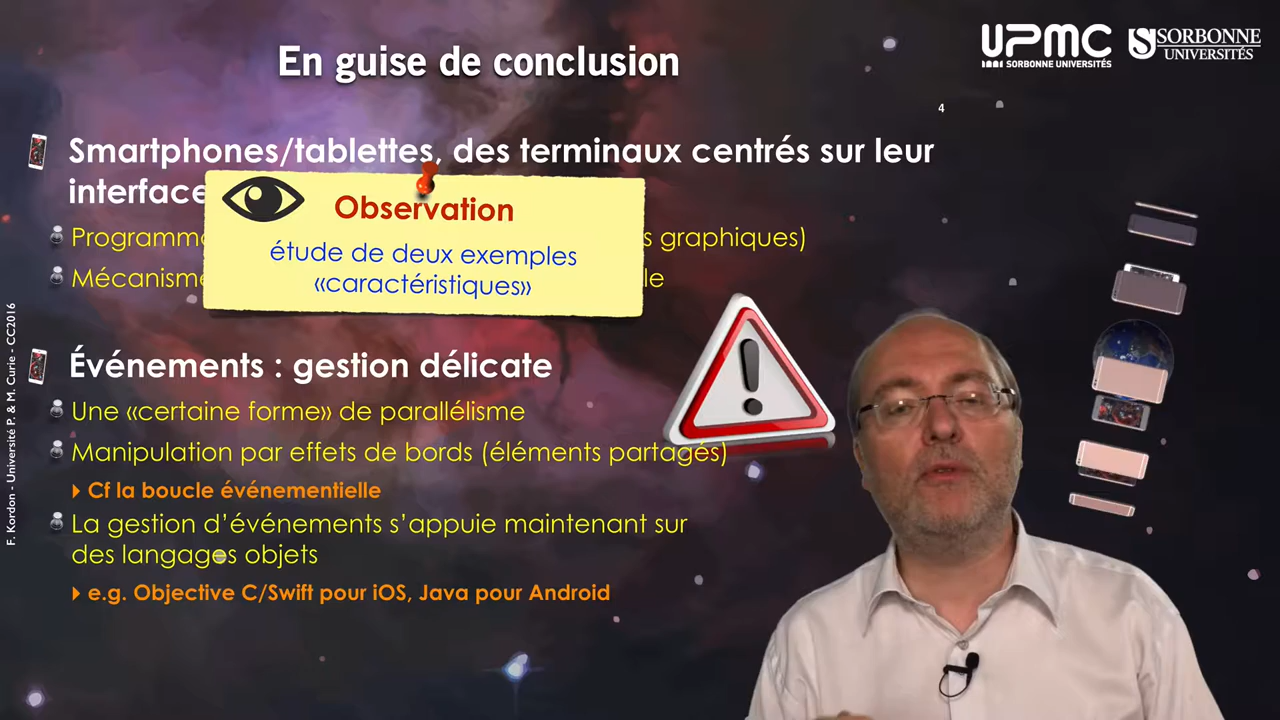 En guise de conclusion
UPMC
SORBONNE UNIVERSITÉS
SORBONNE
UNIVERSITÉS
4
Smartphones/tablettes, des terminaux centrés sur leur
interface
Observation
étude de deux exemples
«caractéristiques»
graphiques)
Événements : gestion délicate
Une «certaine forme» de parallélisme
Manipulation par effets de bords (éléments partagés)
Cf la boucle événementielle
La gestion d’événements s’appuie maintenant sur
des langages objets
e.g. Objective C/Swift pour iOS, Java pour Android
F. Kordon - Université P. & M. Curie - CC2016